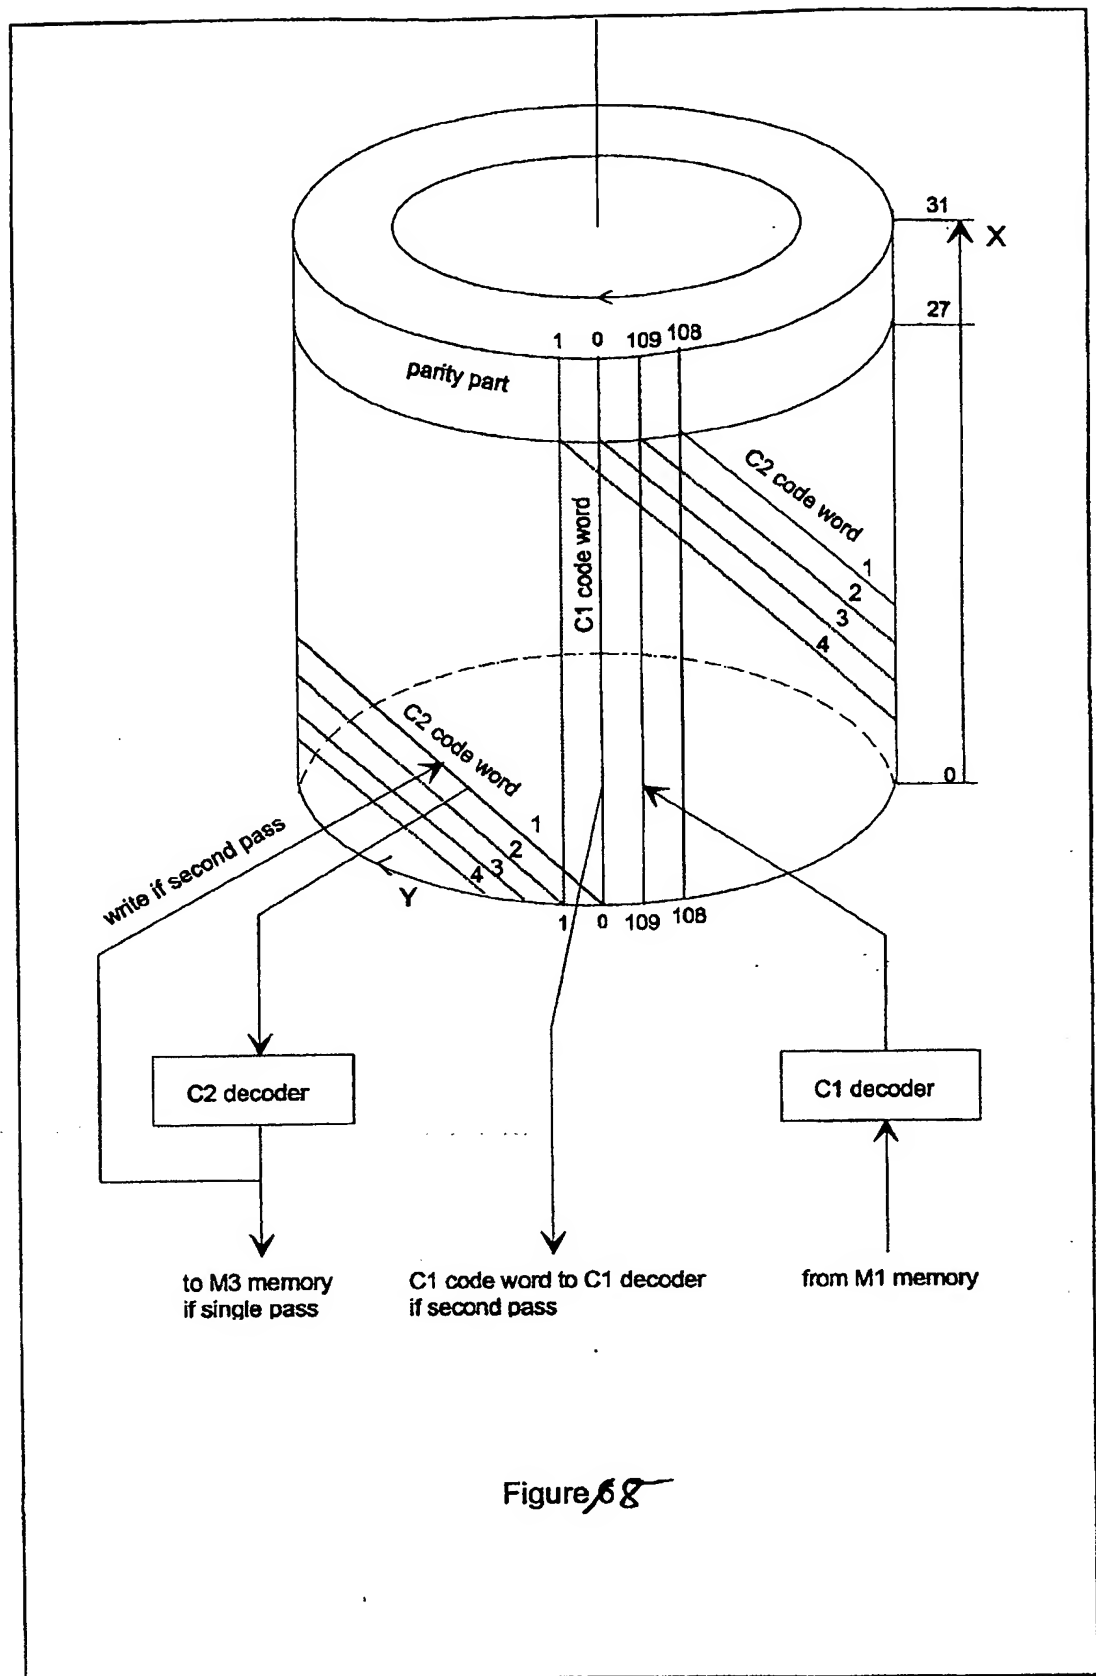 31
X
27
1 0 109 108
parity part
C2 code word
C1 code word
1
2
3
4
C2 code word
0
1
2
3
4
write if second pass
Y
1 0 109 108
C2 decoder
C1 decoder
to M3 memory
if single pass
C1 code word to C1 decoder
if second pass
from M1 memory
Figure 68